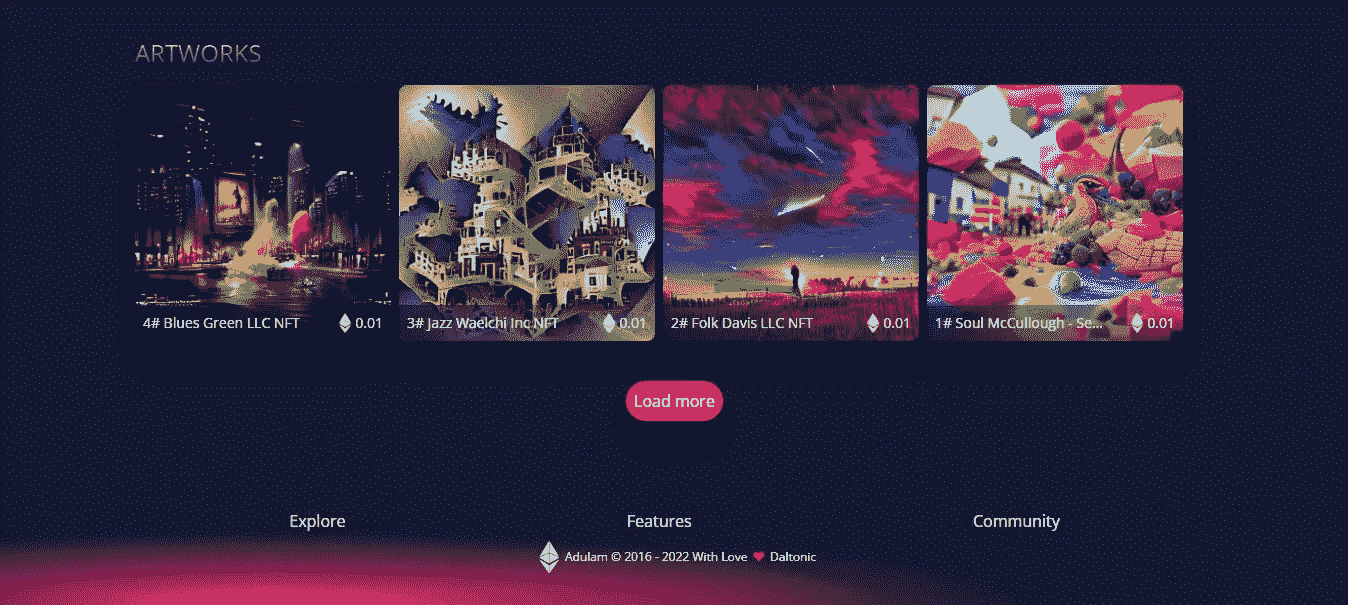 ARTWORKS
4# Blues Green LLC NFT 0.01
3# Jazz Waelchi Inc NFT 0.01
2# Folk Davis LLC NFT 0.01
1# Soul McCullough - Se... 0.01
Load more
Explore Features Community
Adulam © 2016 - 2022 With Love ♥ Daltonic